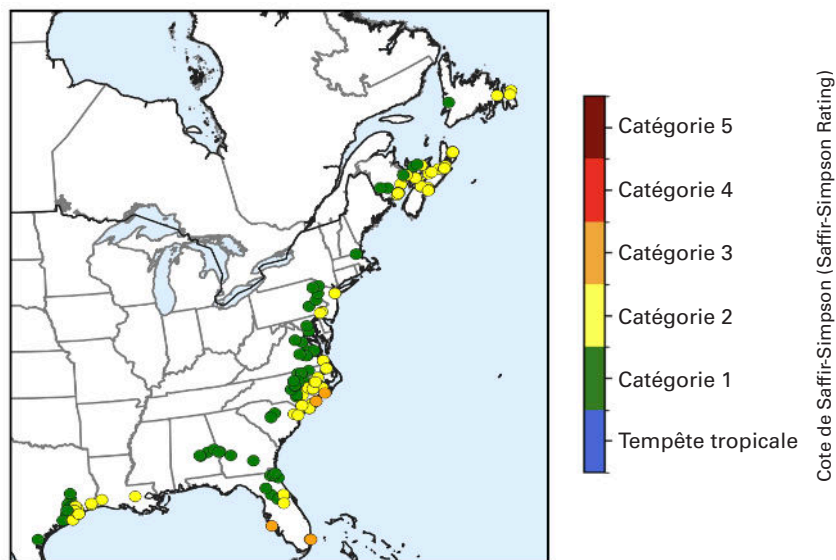 Catégorie 5
Catégorie 4
Catégorie 3
Catégorie 2
Catégorie 1
Tempête tropicale
Cote de Saffir-Simpson (Saffir-Simpson Rating)